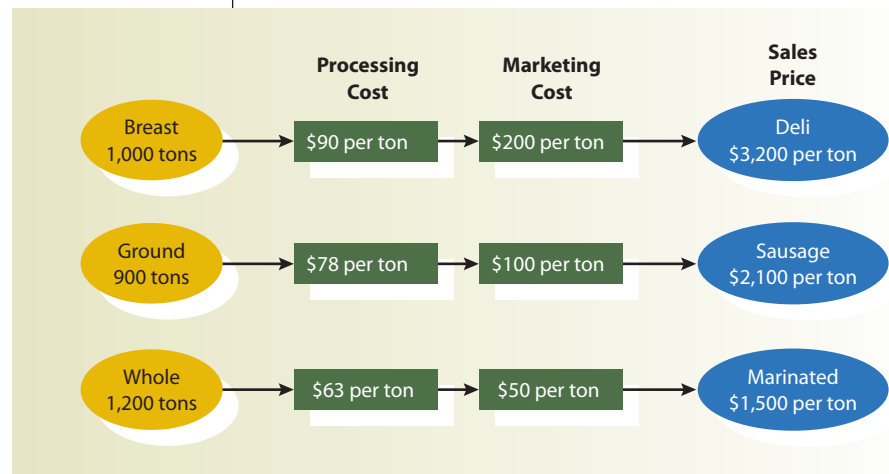 Processing
Cost
Marketing
Cost
Sales
Price
Breast
1,000 tons
$90 per ton
$200 per ton
Deli
$3,200 per ton
Ground
900 tons
$78 per ton
$100 per ton
Sausage
$2,100 per ton
Whole
1,200 tons
$63 per ton
$50 per ton
Marinated
$1,500 per ton